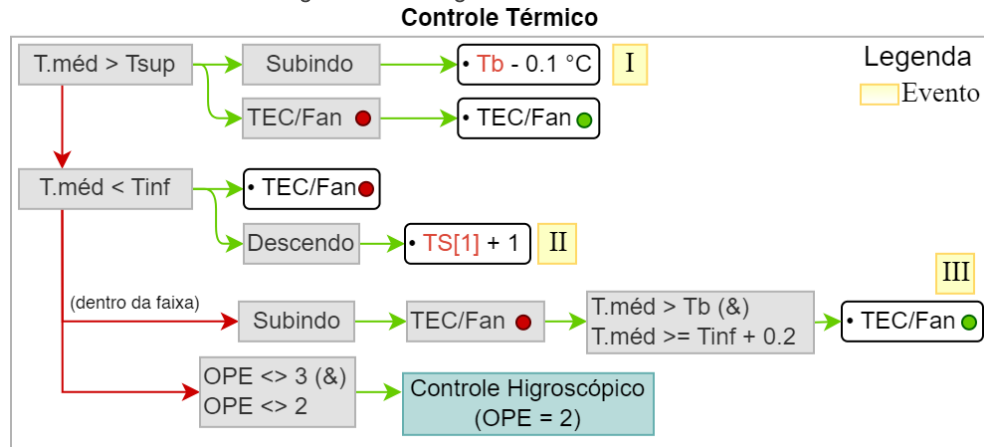 Controle Térmico
T.méd > Tsup
Subindo
• Tb - 0.1 °C
I
Legenda
Evento
TEC/Fan
• TEC/Fan
T.méd < Tinf
• TEC/Fan
Descendo
• TS[1] + 1
II
III
(dentro da faixa)
Subindo
TEC/Fan
T.méd > Tb (&)
T.méd >= Tinf + 0.2
• TEC/Fan
OPE <> 3 (&)
OPE <> 2
Controle Higroscópico
(OPE = 2)